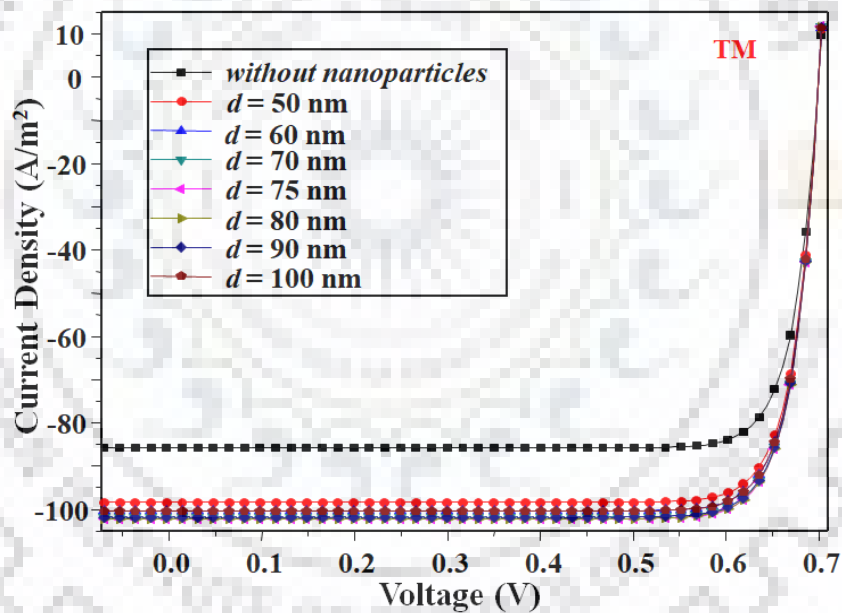 TM
without nanoparticles
d = 50 nm
d = 60 nm
d = 70 nm
d = 75 nm
d = 80 nm
d = 90 nm
d = 100 nm
Current Density (A/m²)
10
0
-20
-40
-60
-80
-100
0.0 0.1 0.2 0.3 0.4 0.5 0.6 0.7
Voltage (V)